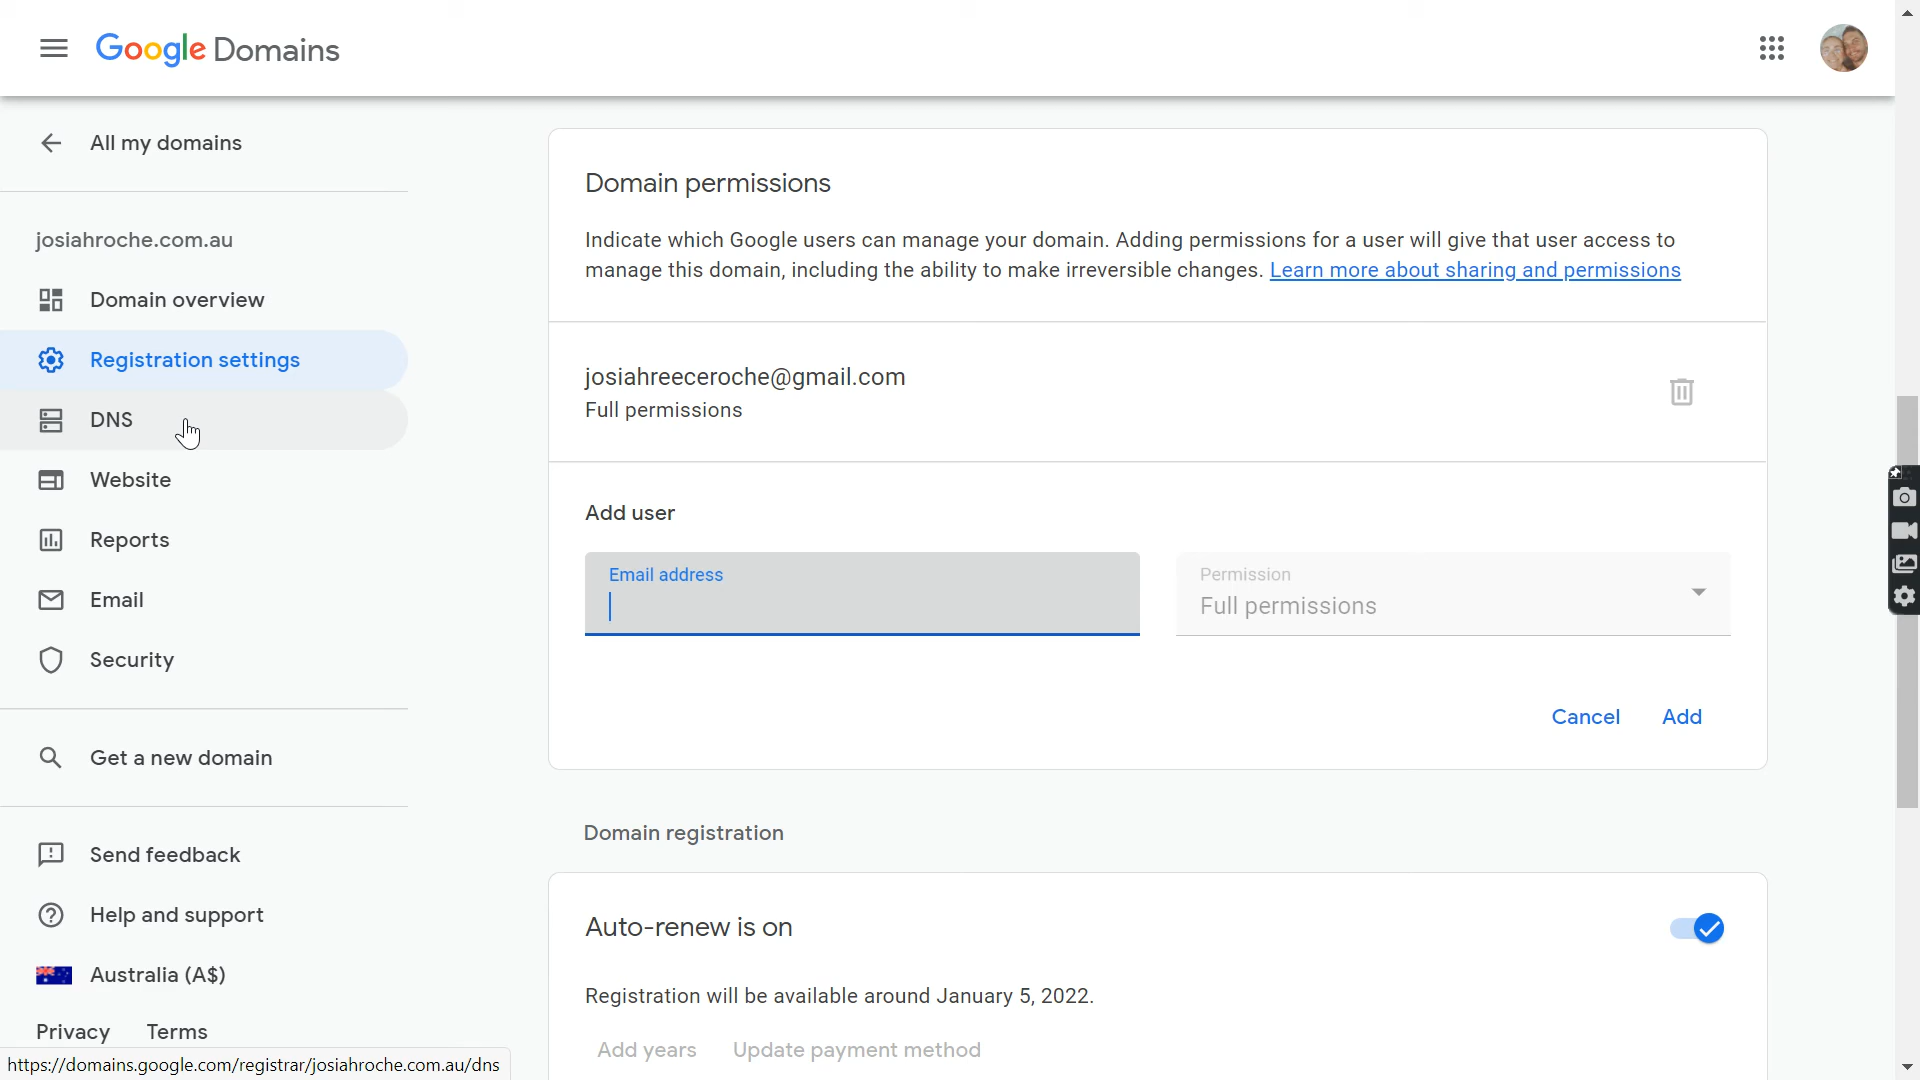 Google Domains
All my domains
josiahroche.com.au
Domain overview
Registration settings
DNS
Website
Reports
Email
Security
Get a new domain
Send feedback
Help and support
Australia (A$)
Privacy Terms
https://domains.google.com/registrar/josiahroche.com.au/dns
Domain permissions
Indicate which Google users can manage your domain. Adding permissions for a user will give that user access to
manage this domain, including the ability to make irreversible changes. Learn more about sharing and permissions
josiahreeceroche@gmail.com
Full permissions
Add user
Email address
Permission
Full permissions
Cancel Add
Domain registration
Auto-renew is on
Registration will be available around January 5, 2022.
Add years Update payment method